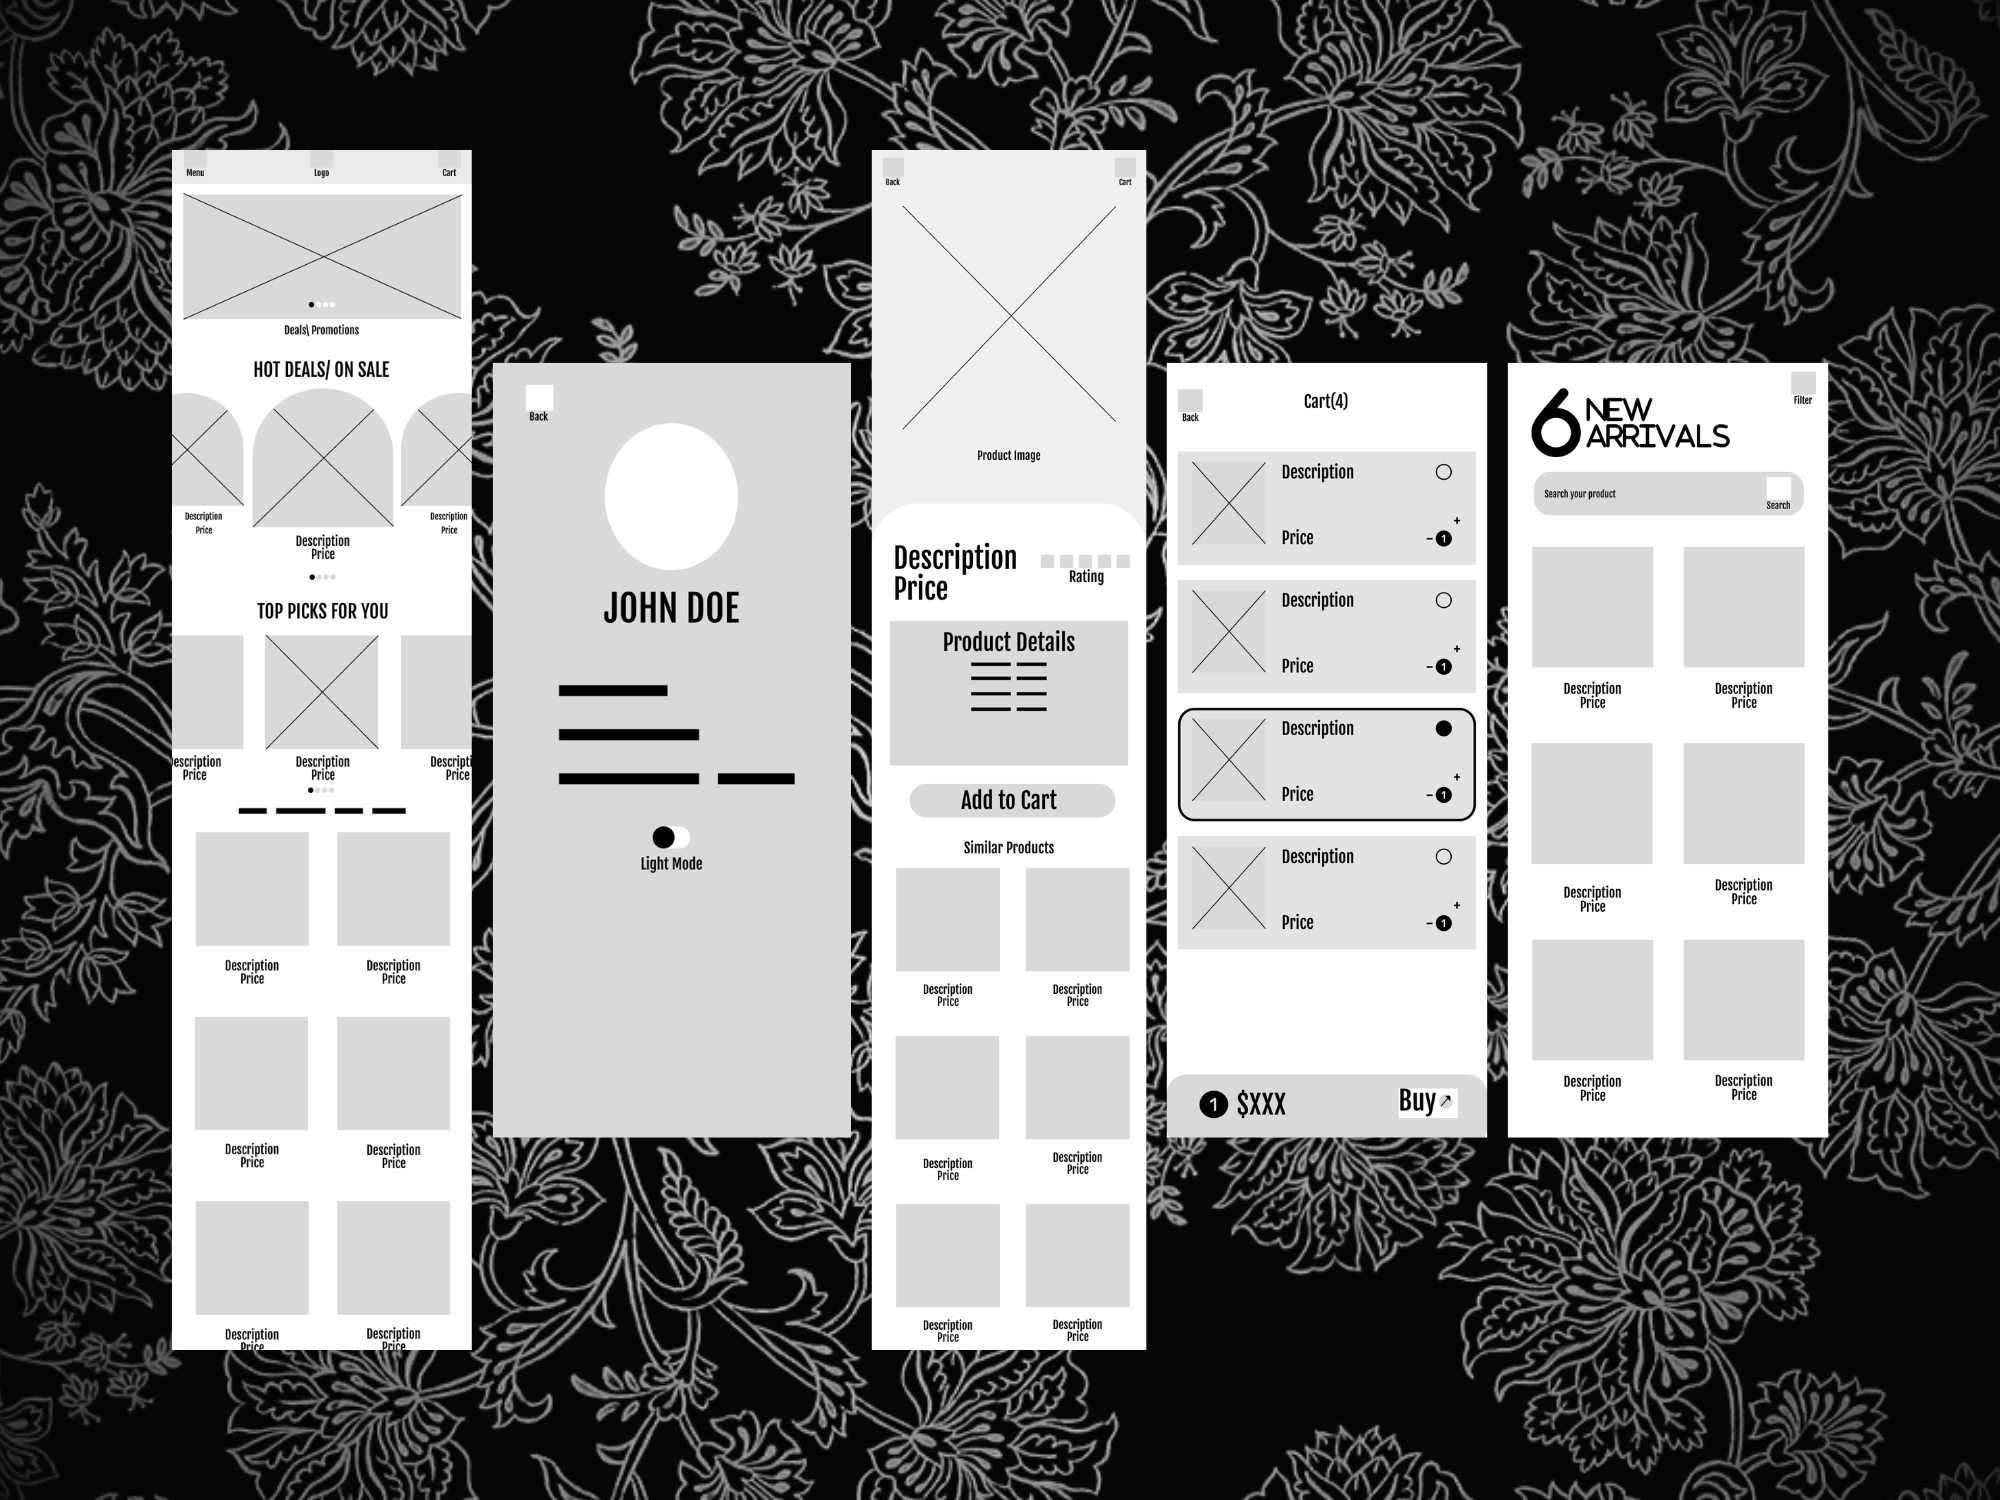 Menu
Logo
Cart
Deals\ Promotions
HOT DEALS/ ON SALE
Description
Price
Description
Price
Description
Price
TOP PICKS FOR YOU
escription
Price
Description
Price
Descripti
Price
Description
Price
Description
Price
Description
Price
Description
Price
Description
Price
Description
Price
Back
JOHN DOE
Light Mode
Back
Cart
Product Image
Description
Price
Rating
Product Details
Add to Cart
Similar Products
Description
Price
Description
Price
Description
Price
Description
Price
Description
Price
Description
Price
Back
Cart(4)
Description
+
Price
- 1
Description
+
Price
- 1
Description
+
Price
- 1
Description
+
Price
- 1
1 $XXX
Buy
Filter
6 NEW
ARRIVALS
Search your product
Search
Description
Price
Description
Price
Description
Price
Description
Price
Description
Price
Description
Price